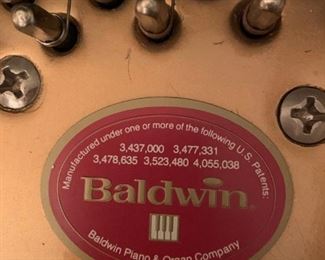 Manufactured under one or more of the following U.S. Patents:
3,437,000 3,477,331
3,478,635 3,523,480 4,055,038
Baldwin®
Baldwin Piano & Organ Company